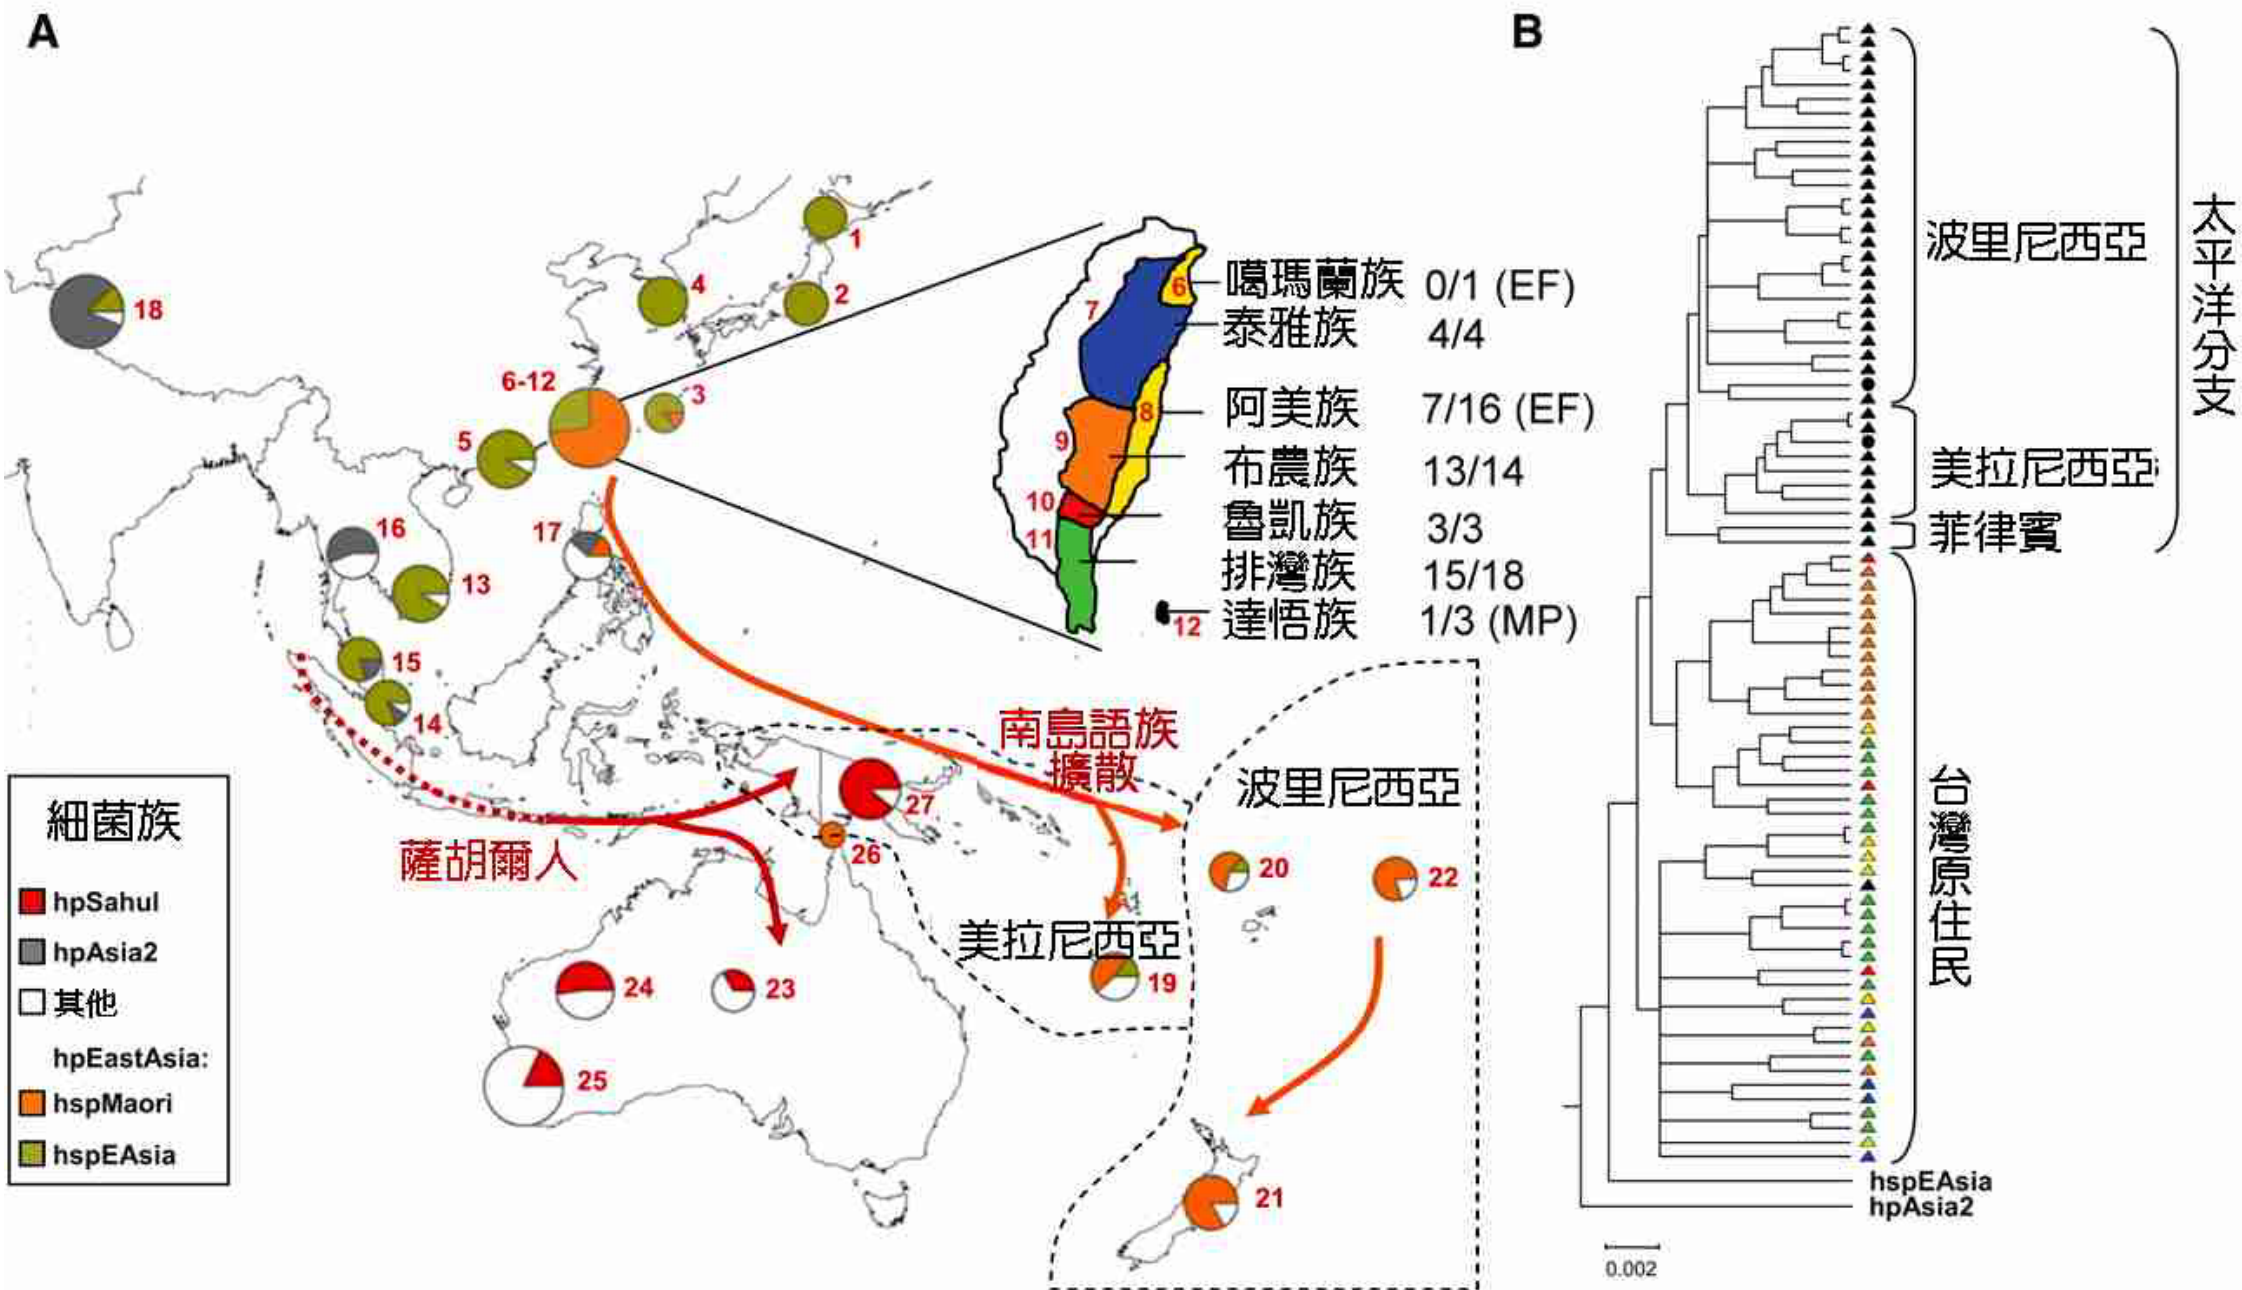 A
18
1
4
2
6-12
3
5
16
17
13
15
14
6
7
8
9
10
11
12
噶瑪蘭族 0/1 (EF)
泰雅族 4/4
阿美族 7/16 (EF)
布農族 13/14
魯凱族 3/3
排灣族 15/18
達悟族 1/3 (MP)
南島語族
擴散
波里尼西亞
27
26
薩胡爾人
20
22
美拉尼西亞
19
24
23
25
21
細菌族
hpSahul
hpAsia2
其他
hpEastAsia:
hspMaori
hspEAsia
B
波里尼西亞
美拉尼西亞
菲律賓
太平洋分支
台灣原住民
hspEAsia
hpAsia2
0.002